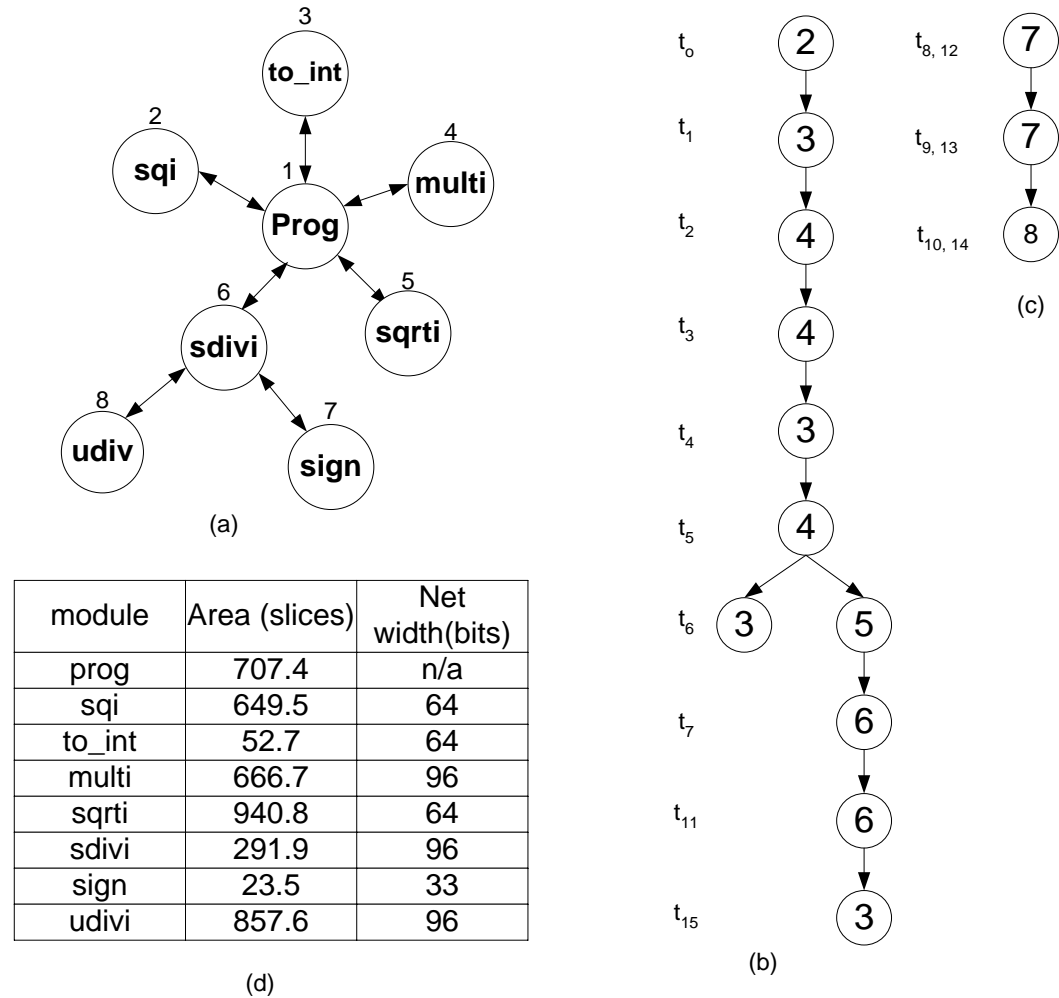 3
to_int
2
sqi
4
multi
1
Prog
5
sqrti
6
sdivi
8
udiv
7
sign
(a)
t0 2
t1 3
t2 4
t3 4
t4 3
t5 4
t6 3 5
t7 6
t11 6
t15 3
(b)
t8, 12 7
t9, 13 7
t10, 14 8
(c)
module Area (slices) Net width(bits)
prog 707.4 n/a
sqi 649.5 64
to_int 52.7 64
multi 666.7 96
sqrti 940.8 64
sdivi 291.9 96
sign 23.5 33
udivi 857.6 96
(d)